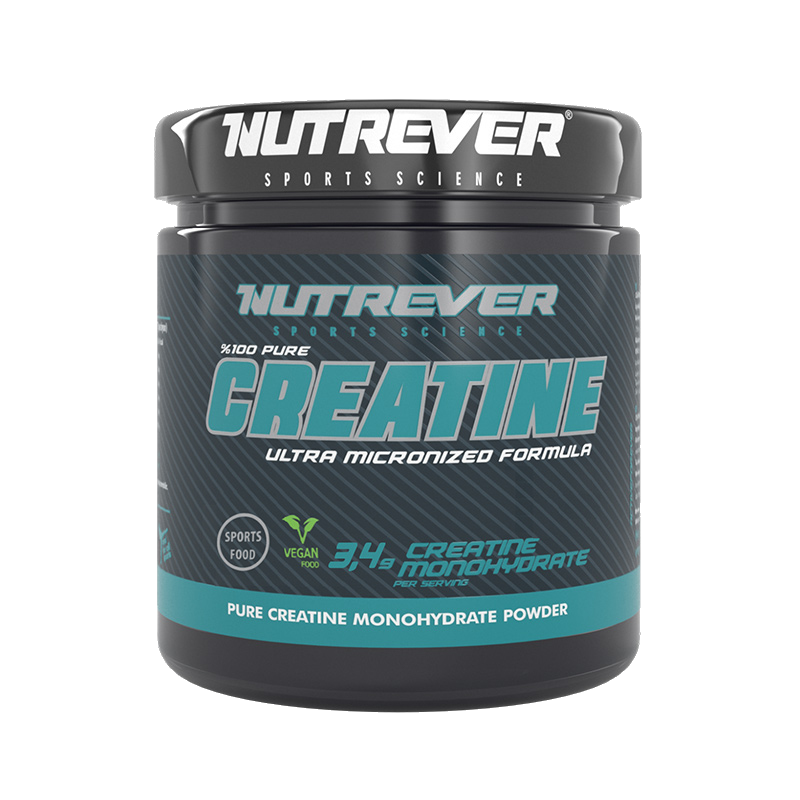 NUTREVER®
SPORTS SCIENCE
NUTREVER
SPORTS SCIENCE
%100 PURE
CREATINE
ULTRA MICRONIZED FORMULA
SPORTS
FOOD
VEGAN
FOOD
3,4g CREATINE
MONOHYDRATE
PER SERVING
PURE CREATINE MONOHYDRATE POWDER